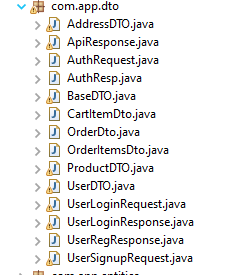 com.app.dto
AddressDTO.java
ApiResponse.java
AuthRequest.java
AuthResp.java
BaseDTO.java
CartItemDto.java
OrderDto.java
OrderItemsDto.java
ProductDTO.java
UserDTO.java
UserLoginRequest.java
UserLoginResponse.java
UserRegResponse.java
UserSignupRequest.java